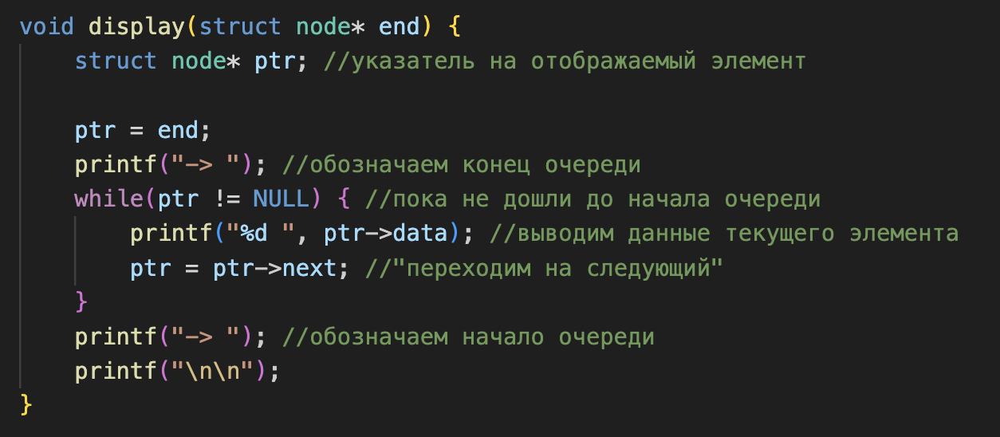 void display(struct node* end) {
    struct node* ptr; //указатель на отображаемый элемент

    ptr = end;
    printf("-> "); //обозначаем конец очереди
    while(ptr != NULL) { //пока не дошли до начала очереди
        printf("%d ", ptr->data); //выводим данные текущего элемента
        ptr = ptr->next; //"переходим на следующий"
    }
    printf("-> "); //обозначаем начало очереди
    printf("\n\n");
}